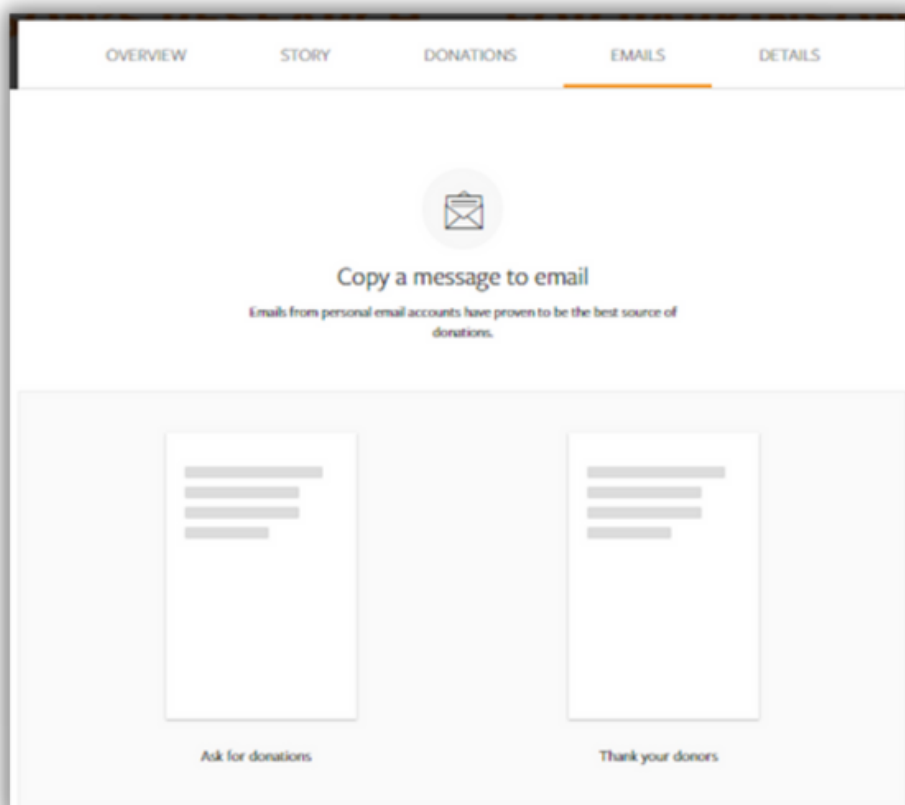 OVERVIEW STORY DONATIONS EMAILS DETAILS
Copy a message to email
Emails from personal email accounts have proven to be the best source of
donations.
Ask for donations Thank your donors